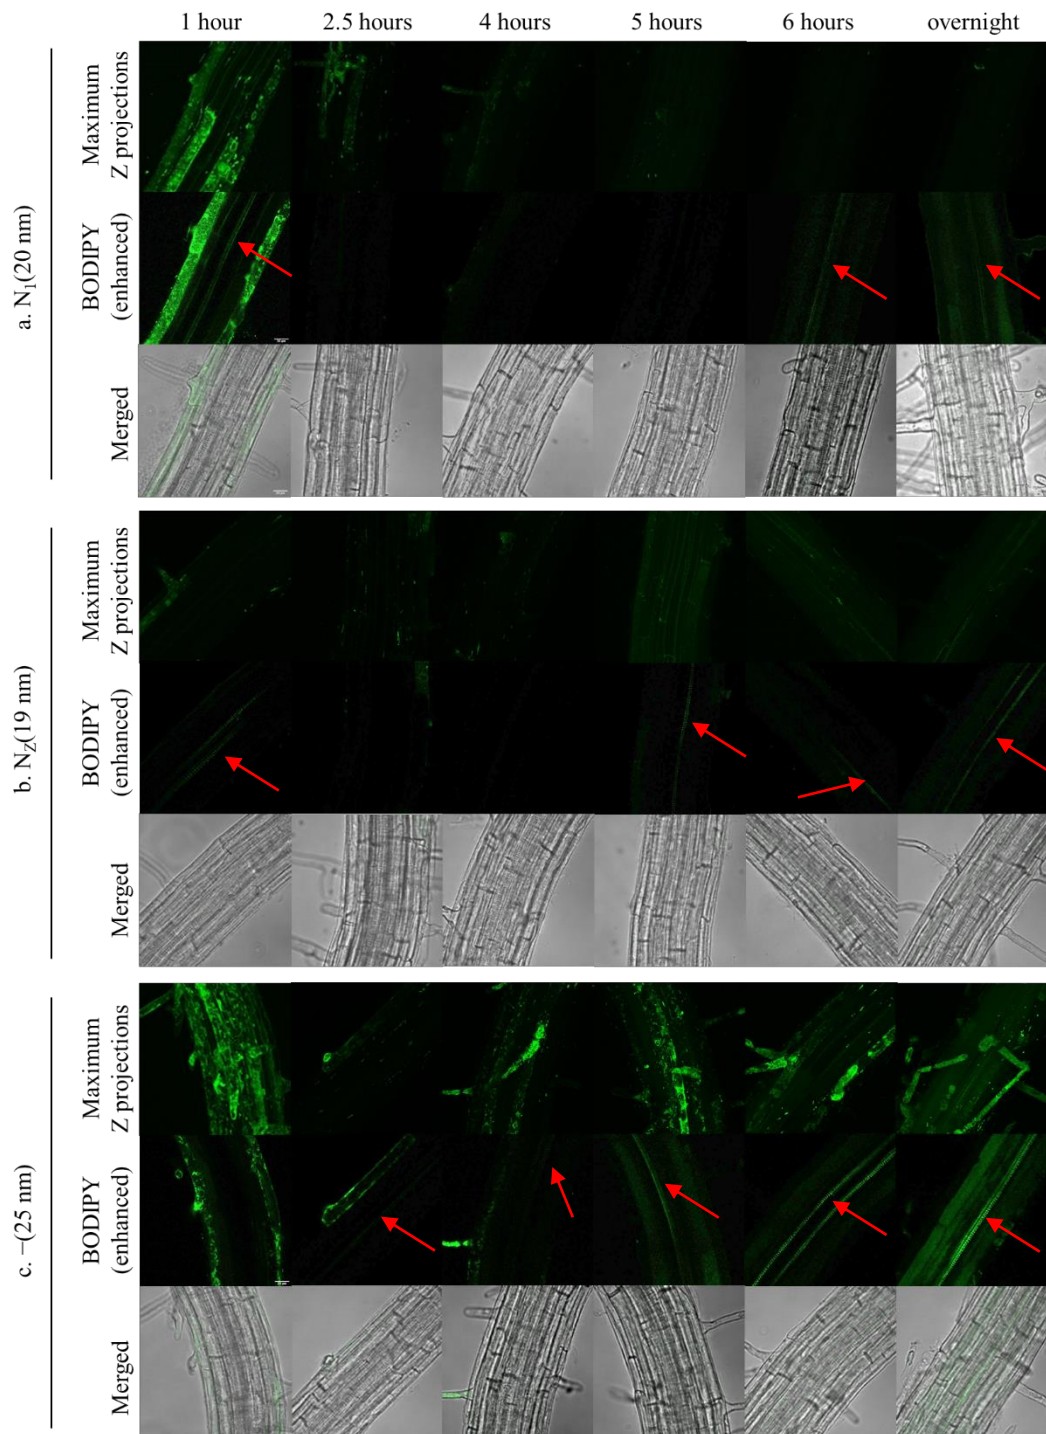 1 hour 2.5 hours 4 hours 5 hours 6 hours overnight
a. N₁(20 nm)
Maximum
Z projections
BODIPY
(enhanced)
Merged
b. N_Z(19 nm)
Maximum
Z projections
BODIPY
(enhanced)
Merged
c. −(25 nm)
Maximum
Z projections
BODIPY
(enhanced)
Merged